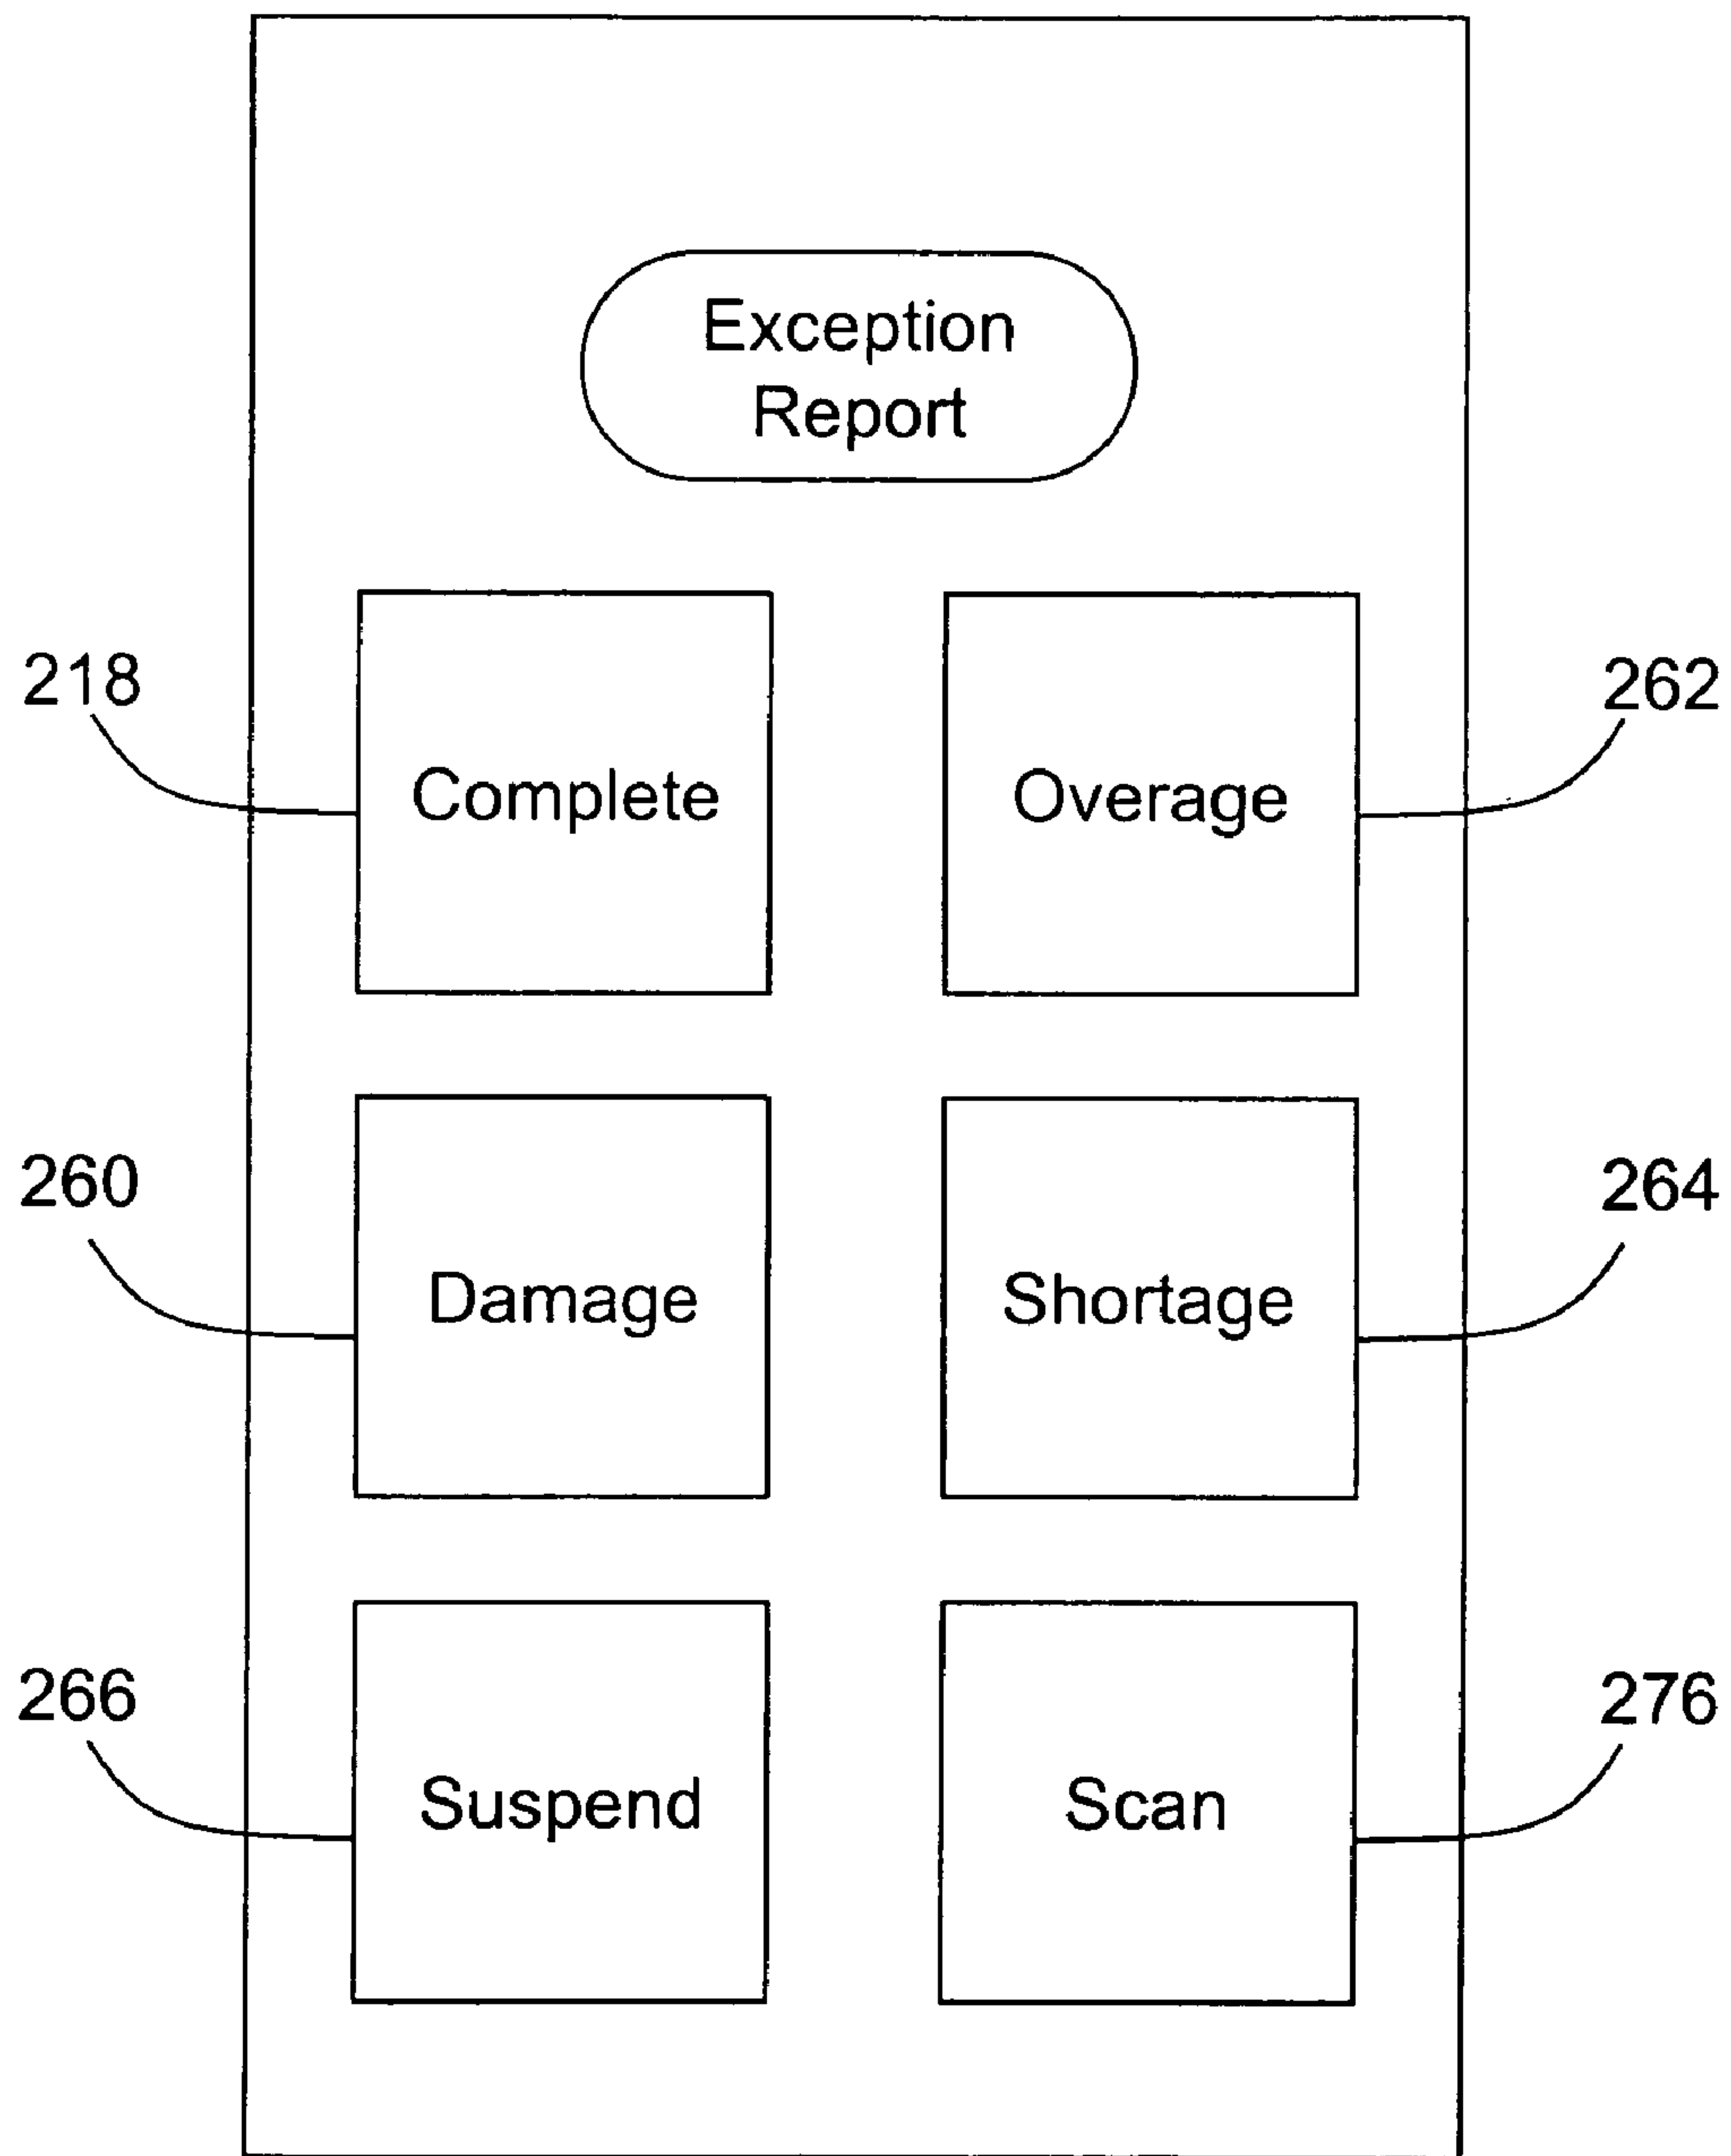 Exception
Report
218
Complete
Overage
262
260
Damage
Shortage
264
266
Suspend
Scan
276